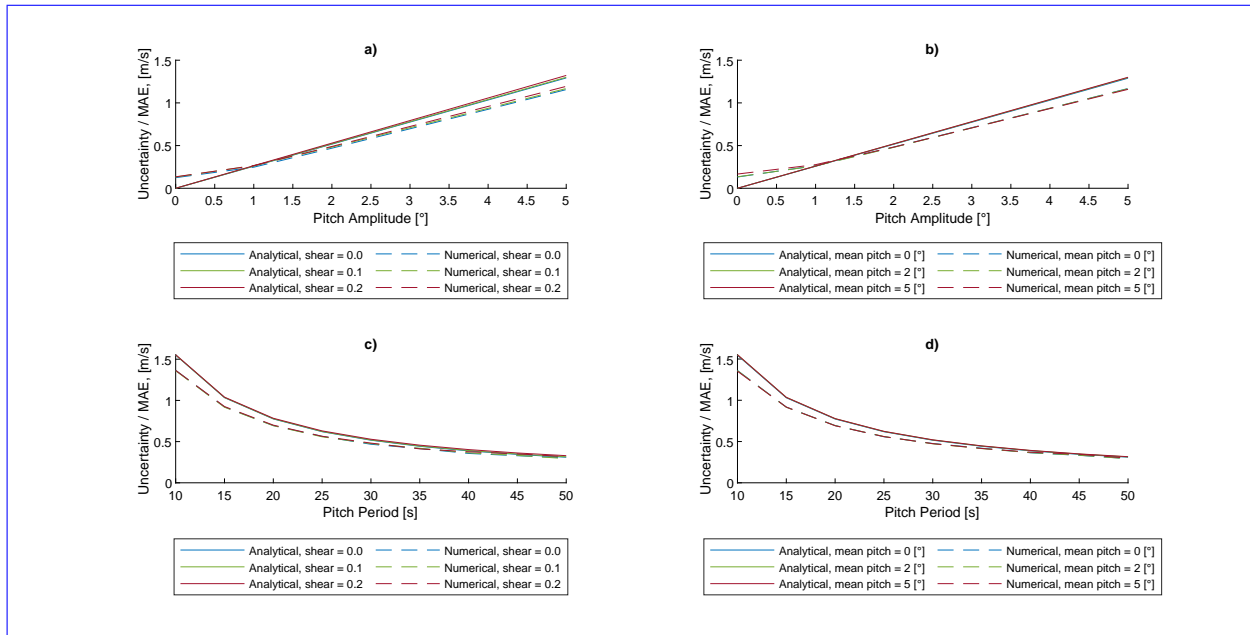 a)
Uncertainty / MAE, [m/s]
1.5
1
0.5
0
0 0.5 1 1.5 2 2.5 3 3.5 4 4.5 5
Pitch Amplitude [°]
Analytical, shear = 0.0 Numerical, shear = 0.0
Analytical, shear = 0.1 Numerical, shear = 0.1
Analytical, shear = 0.2 Numerical, shear = 0.2
b)
Uncertainty / MAE, [m/s]
1.5
1
0.5
0
0 0.5 1 1.5 2 2.5 3 3.5 4 4.5 5
Pitch Amplitude [°]
Analytical, mean pitch = 0 [°] Numerical, mean pitch = 0 [°]
Analytical, mean pitch = 2 [°] Numerical, mean pitch = 2 [°]
Analytical, mean pitch = 5 [°] Numerical, mean pitch = 5 [°]
c)
Uncertainty / MAE, [m/s]
1.5
1
0.5
0
10 15 20 25 30 35 40 45 50
Pitch Period [s]
Analytical, shear = 0.0 Numerical, shear = 0.0
Analytical, shear = 0.1 Numerical, shear = 0.1
Analytical, shear = 0.2 Numerical, shear = 0.2
d)
Uncertainty / MAE, [m/s]
1.5
1
0.5
0
10 15 20 25 30 35 40 45 50
Pitch Period [s]
Analytical, mean pitch = 0 [°] Numerical, mean pitch = 0 [°]
Analytical, mean pitch = 2 [°] Numerical, mean pitch = 2 [°]
Analytical, mean pitch = 5 [°] Numerical, mean pitch = 5 [°]